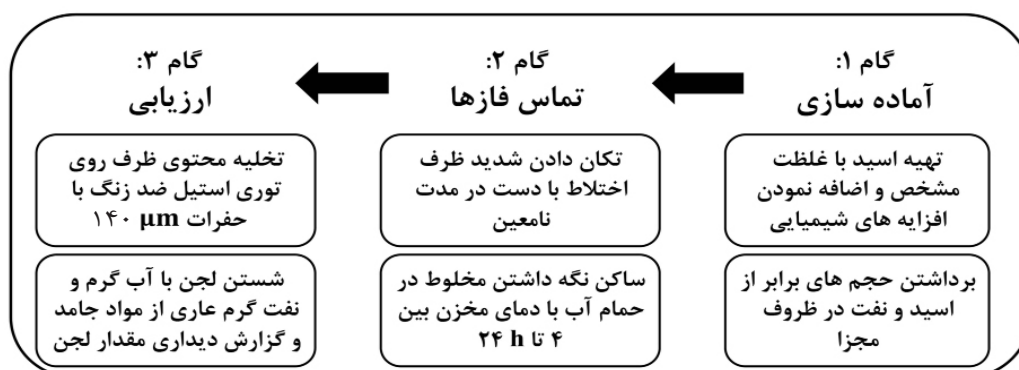 گام ۱:
آماده سازی
تهیه اسید با غلظت
مشخص و اضافه نمودن
افزایه های شیمیایی
برداشتن حجم های برابر از
اسید و نفت در ظروف
مجزا
گام ۲:
تماس فازها
تکان دادن شدید ظرف
اختلاط با دست در مدت
نامعین
ساکن نگه داشتن مخلوط در
حمام آب با دمای مخزن بین
۴ تا ۲۴ h
گام ۳:
ارزیابی
تخلیه محتوی ظرف روی
توری استیل ضد زنگ با
حفرات ۱۴۰ µm
شستن لجن با آب گرم و
نفت گرم عاری از مواد جامد
و گزارش دیداری مقدار لجن